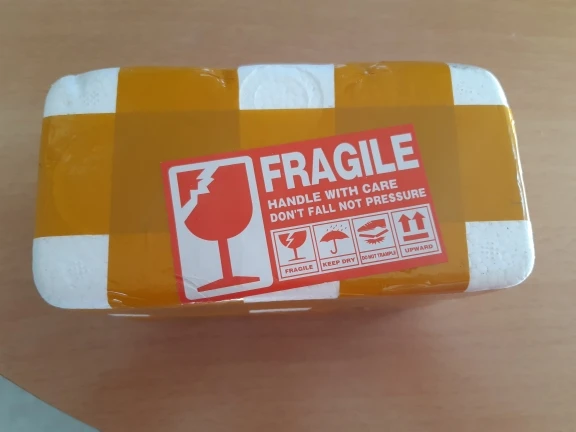 FRAGILE
HANDLE WITH CARE
DON'T FALL NOT PRESSURE
FRAGILE
KEEP DRY
DO NOT TRAMPLE
UPWARD